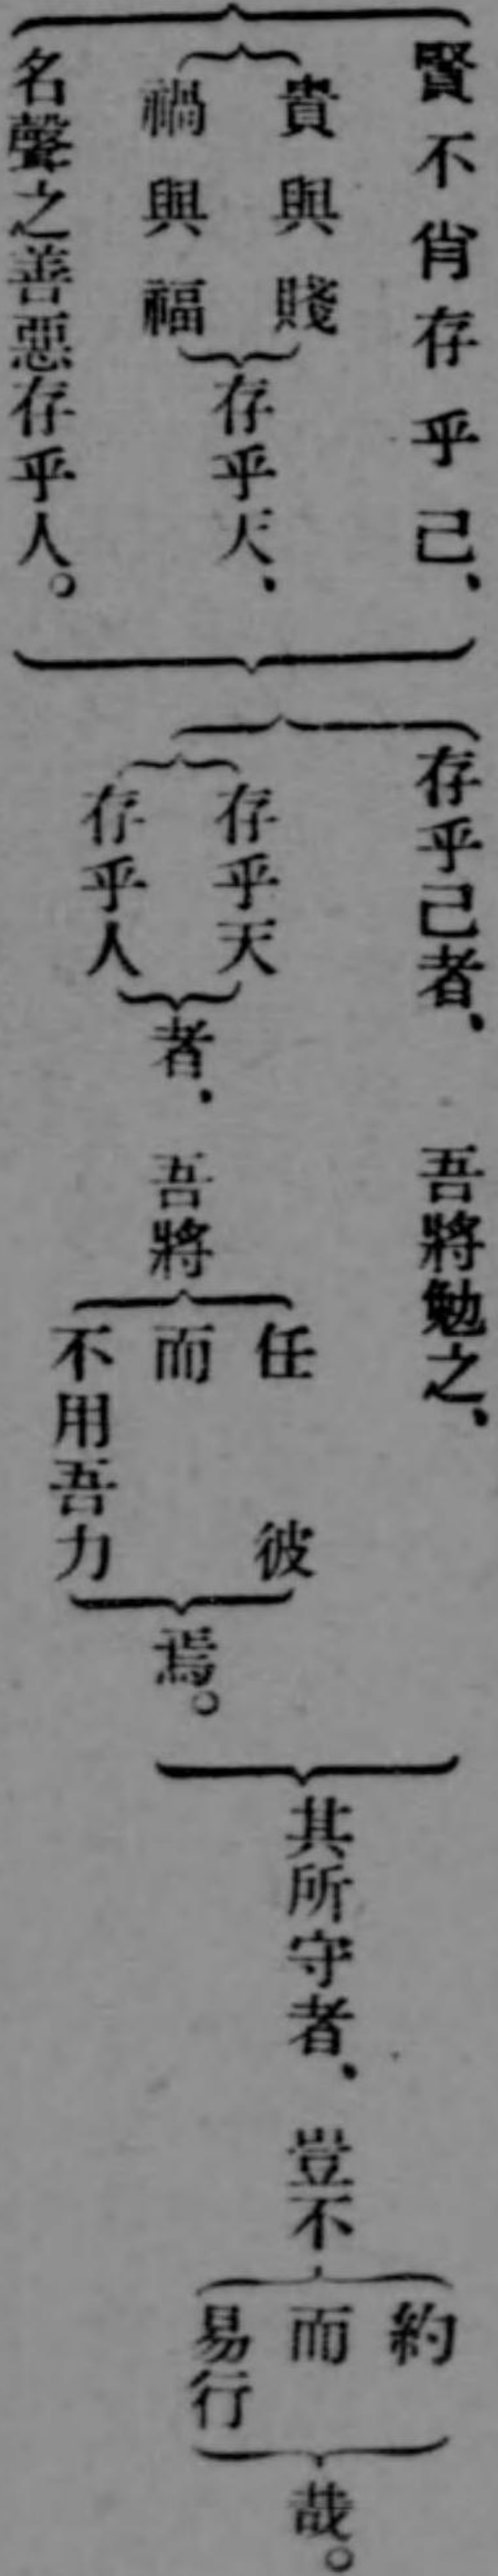 賢不肖存乎己、
貴與賤
禍與福
存乎天、
名聲之善惡存乎人。
存乎己者、吾將勉之、
存乎天
存乎人
者、吾將
任彼
而
不用吾力
焉。
其所守者、豈不
約
而
易行
哉。